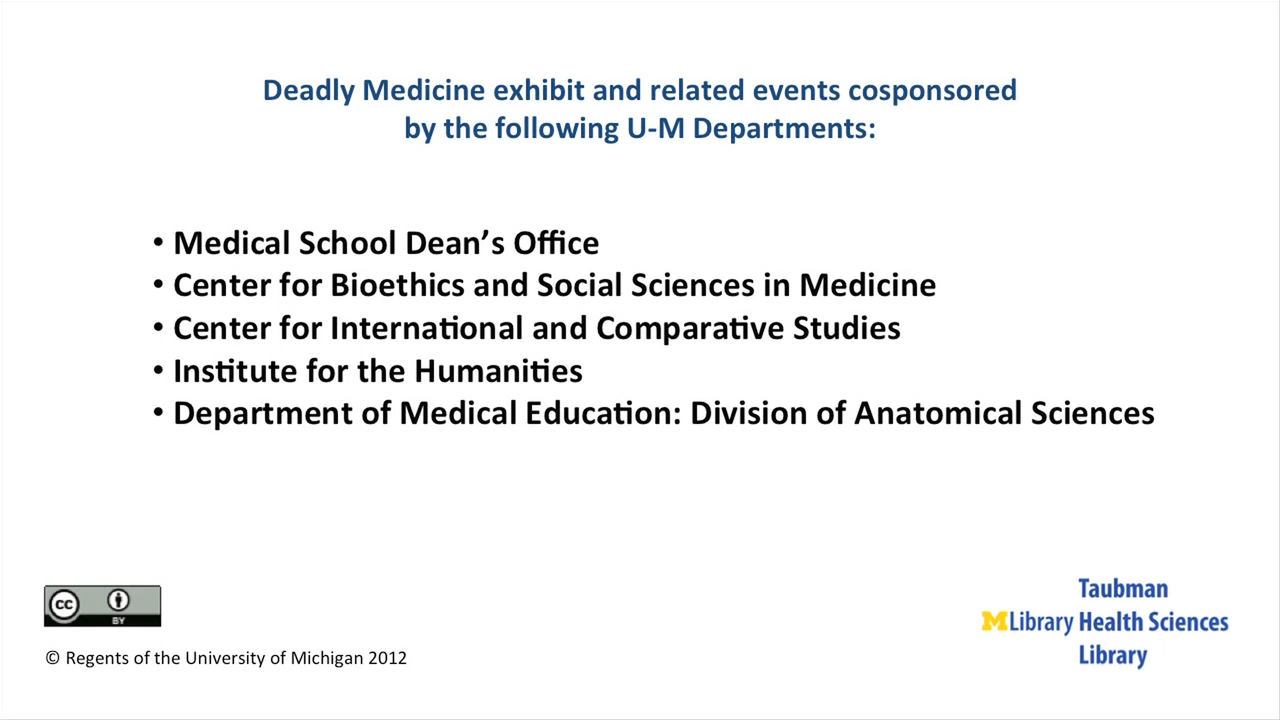 Deadly Medicine exhibit and related events cosponsored
by the following U-M Departments:
• Medical School Dean’s Office
• Center for Bioethics and Social Sciences in Medicine
• Center for International and Comparative Studies
• Institute for the Humanities
• Department of Medical Education: Division of Anatomical Sciences
cc
BY
© Regents of the University of Michigan 2012
Taubman
M Library Health Sciences
Library